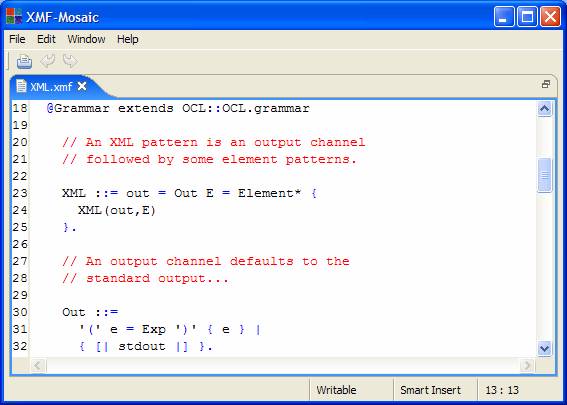 XMF-Mosaic
File Edit Window Help
XML.xmf
18 @Grammar extends OCL::OCL.grammar
19
20 // An XML pattern is an output channel
21 // followed by some element patterns.
22
23 XML ::= out = Out E = Element* {
24 XML(out,E)
25 }.
26
27 // An output channel defaults to the
28 // standard output...
29
30 Out ::=
31 '(' e = Exp ')' { e } |
32 { [| stdout |] }.
Writable Smart Insert 13 : 13